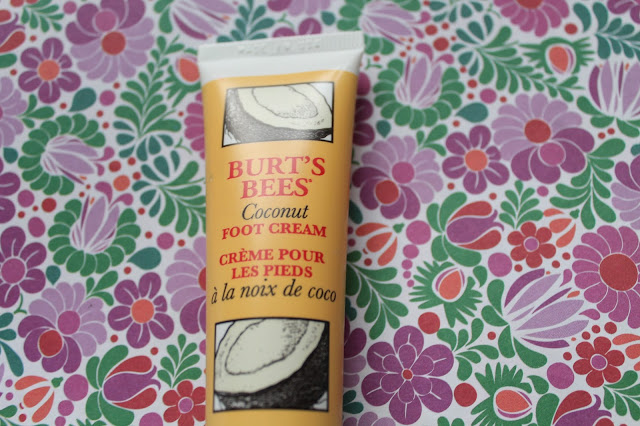 BURT'S
BEES®
Coconut
FOOT CREAM
CRÈME POUR
LES PIEDS
à la noix de coco